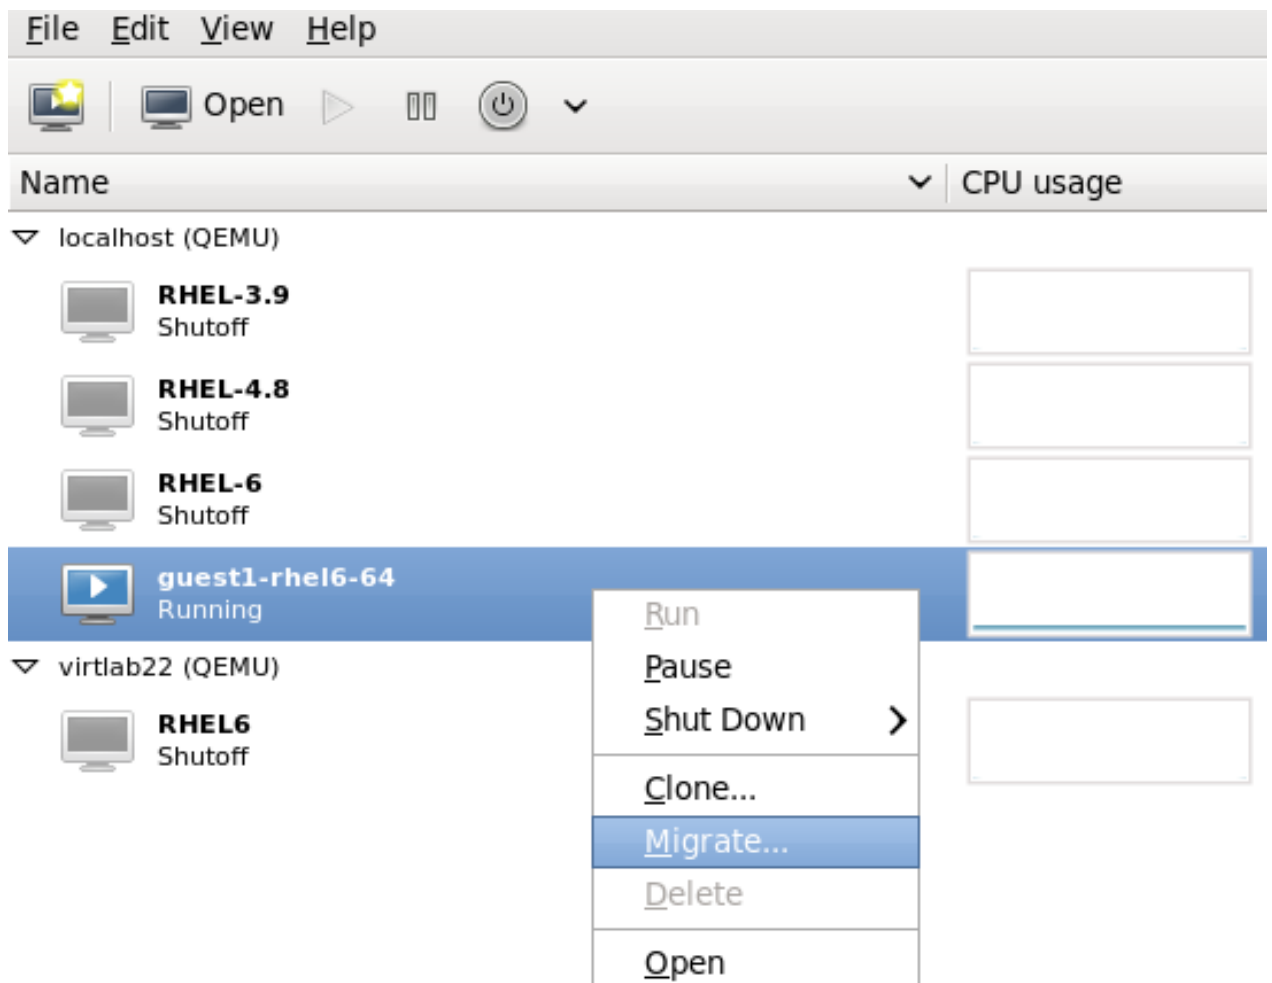 File Edit View Help
Open
Name CPU usage
localhost (QEMU)
RHEL-3.9
Shutoff
RHEL-4.8
Shutoff
RHEL-6
Shutoff
guest1-rhel6-64
Running
Run
Pause
Shut Down
Clone...
Migrate...
Delete
Open
virtlab22 (QEMU)
RHEL6
Shutoff